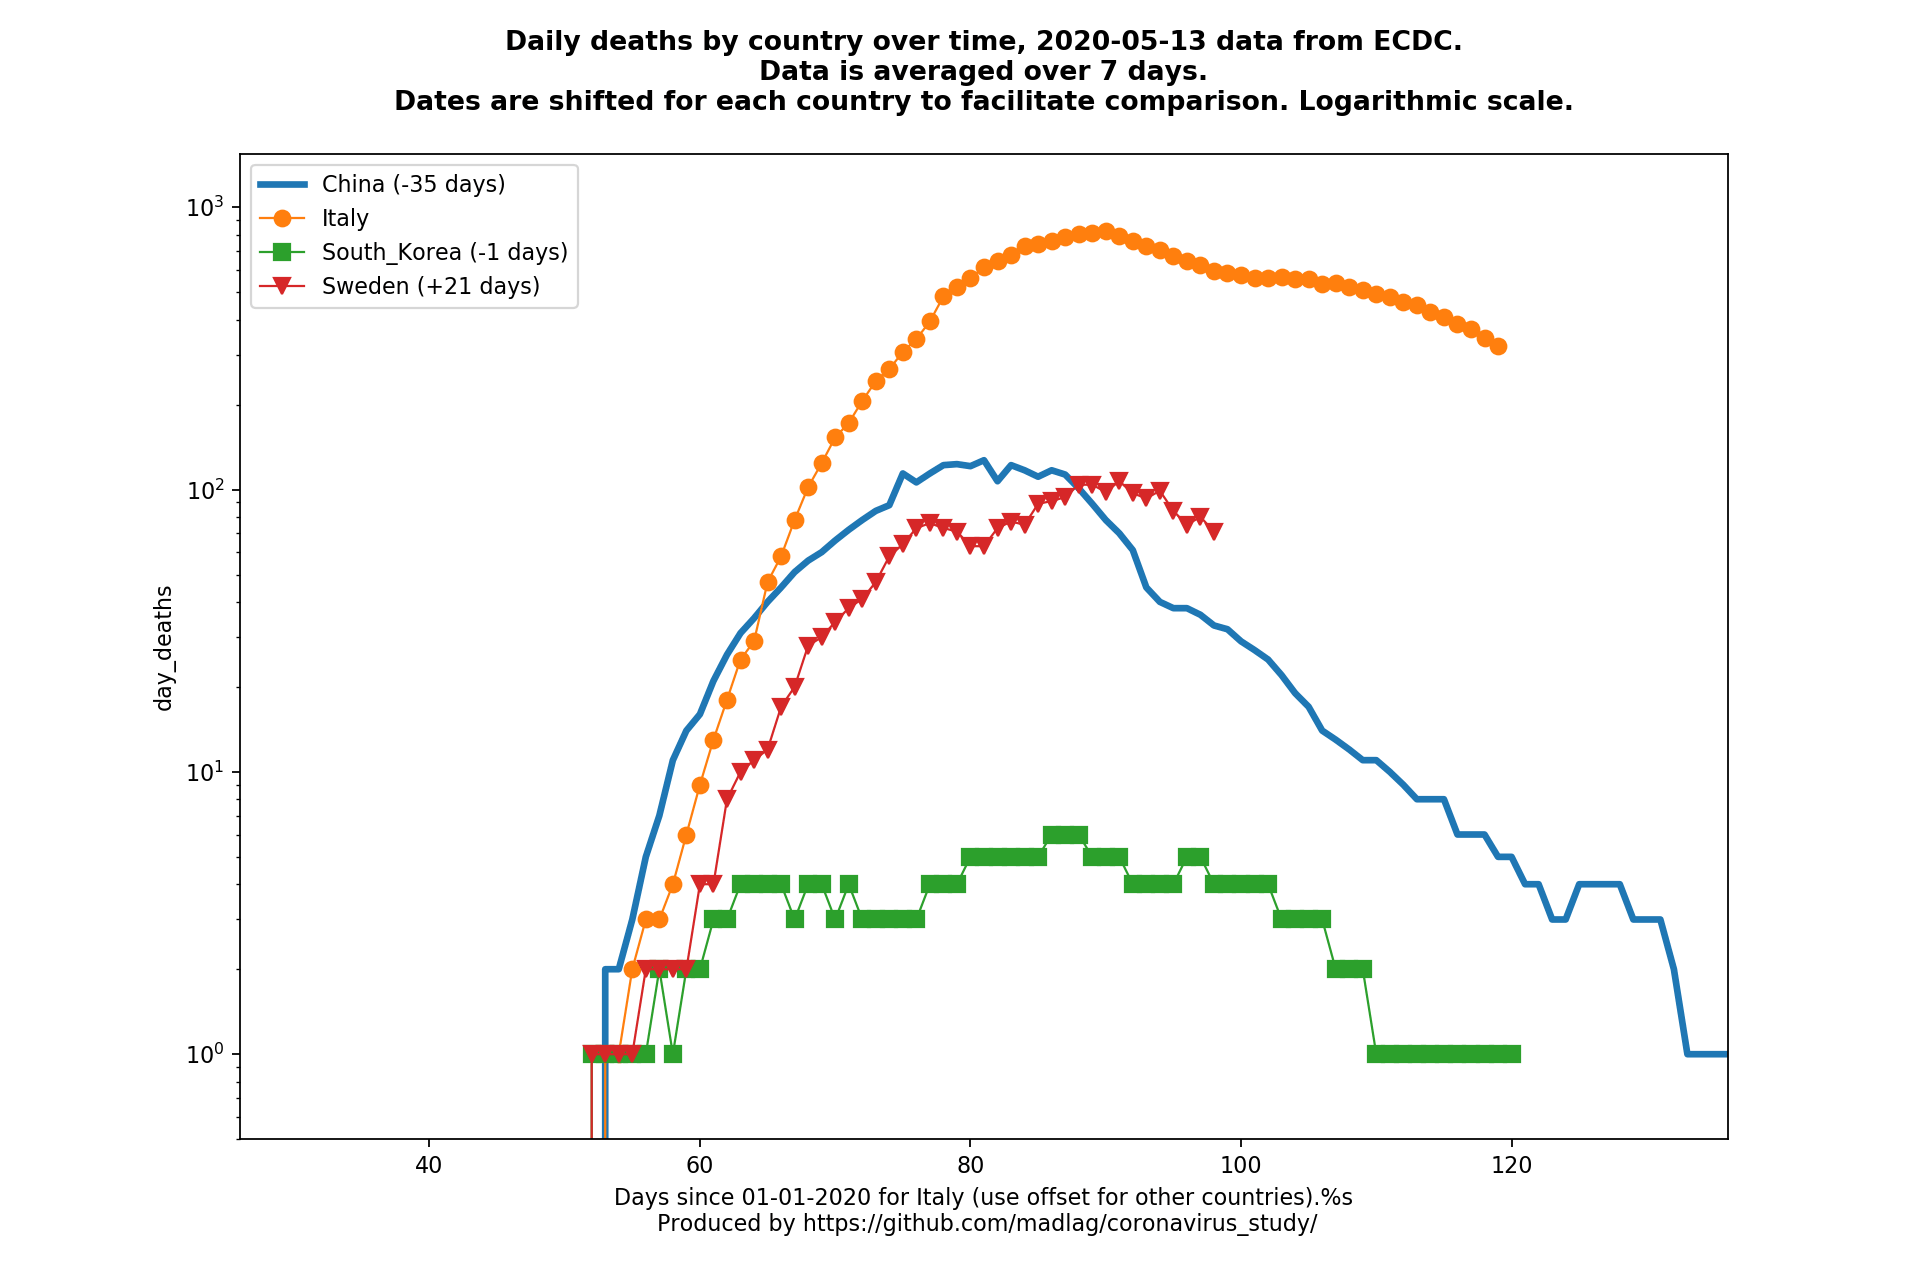 Daily deaths by country over time, 2020-05-13 data from ECDC.
Data is averaged over 7 days.
Dates are shifted for each country to facilitate comparison. Logarithmic scale.
China (-35 days)
Italy
South_Korea (-1 days)
Sweden (+21 days)
10³
10²
10¹
10⁰
day_deaths
40 60 80 100 120
Days since 01-01-2020 for Italy (use offset for other countries).%s
Produced by https://github.com/madlag/coronavirus_study/